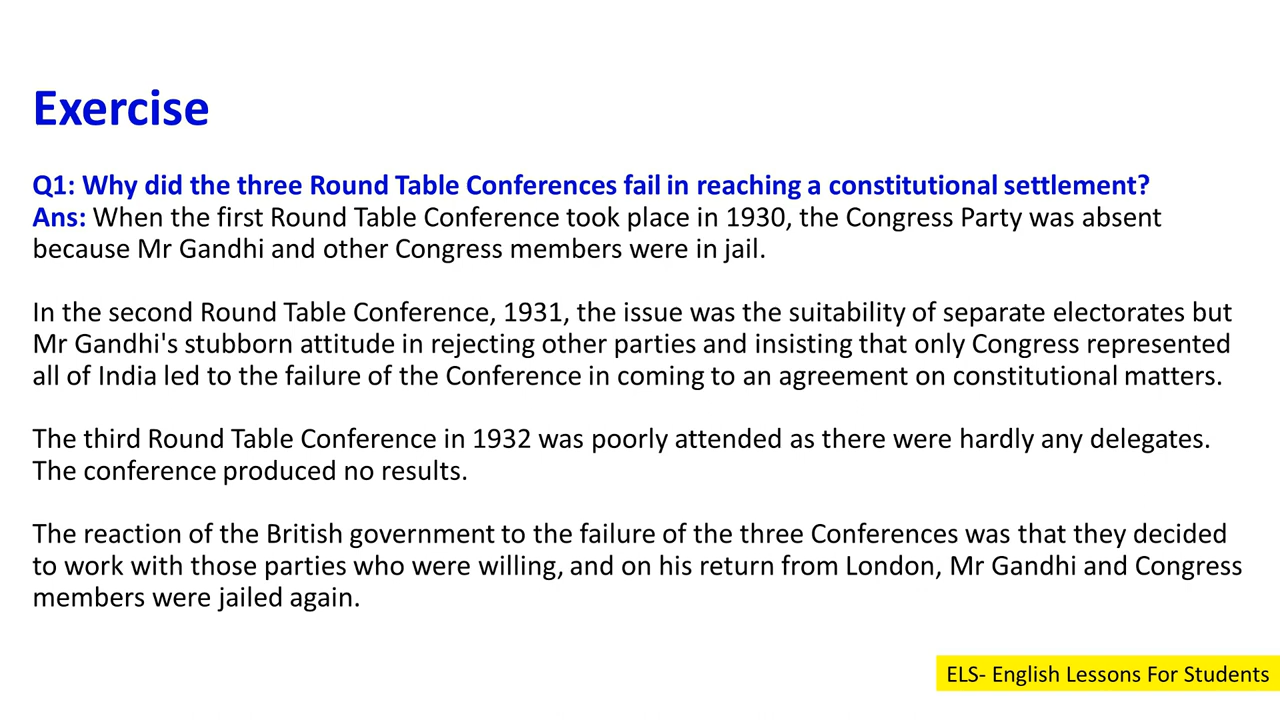 Exercise
Q1: Why did the three Round Table Conferences fail in reaching a constitutional settlement?
Ans: When the first Round Table Conference took place in 1930, the Congress Party was absent
because Mr Gandhi and other Congress members were in jail.
In the second Round Table Conference, 1931, the issue was the suitability of separate electorates but
Mr Gandhi's stubborn attitude in rejecting other parties and insisting that only Congress represented
all of India led to the failure of the Conference in coming to an agreement on constitutional matters.
The third Round Table Conference in 1932 was poorly attended as there were hardly any delegates.
The conference produced no results.
The reaction of the British government to the failure of the three Conferences was that they decided
to work with those parties who were willing, and on his return from London, Mr Gandhi and Congress
members were jailed again.
ELS- English Lessons For Students